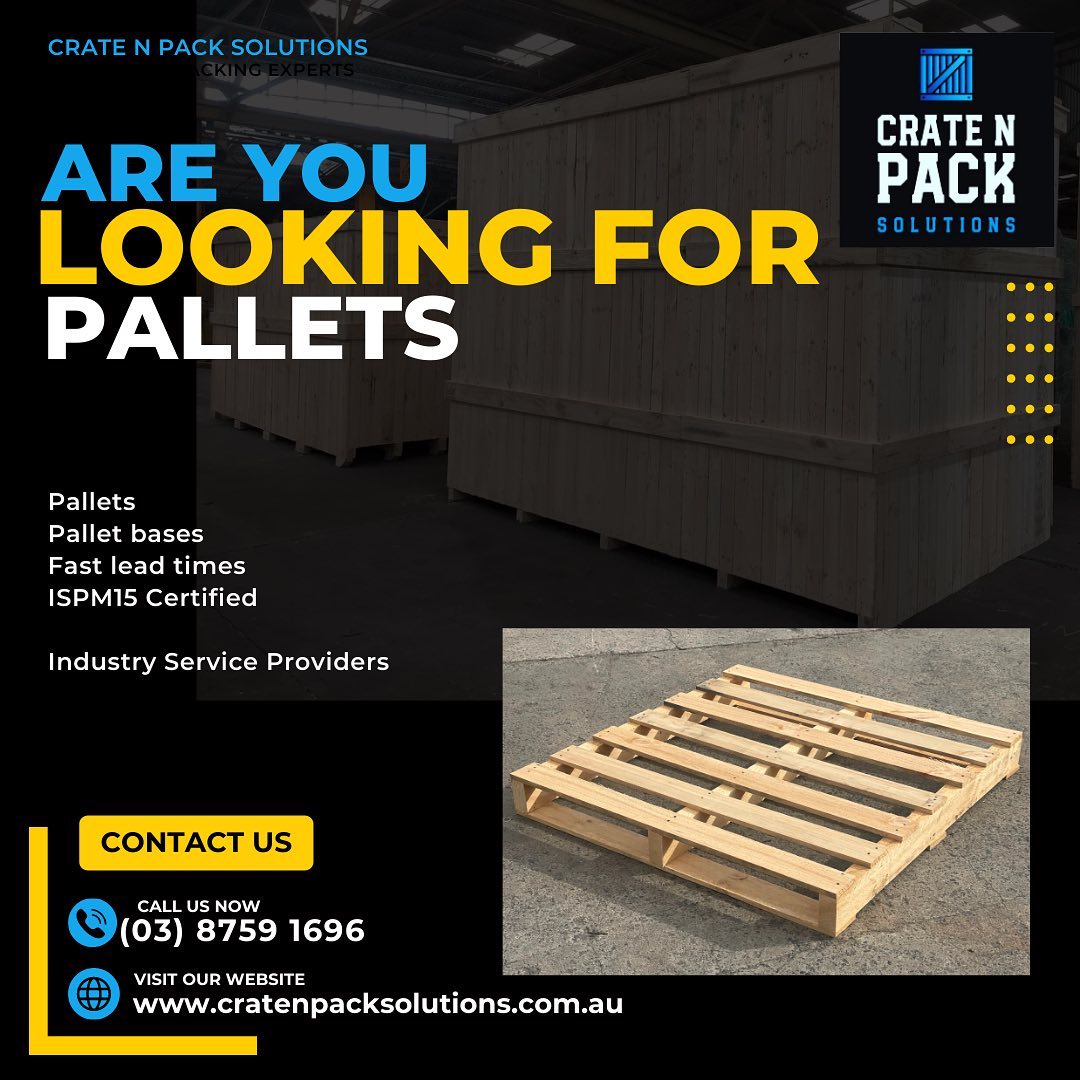 CRATE N PACK SOLUTIONS
PACKING EXPERTS
CRATE N
PACK
SOLUTIONS
ARE YOU
LOOKING FOR
PALLETS
Pallets
Pallet bases
Fast lead times
ISPM15 Certified
Industry Service Providers
CONTACT US
CALL US NOW
(03) 8759 1696
VISIT OUR WEBSITE
www.cratenpacksolutions.com.au